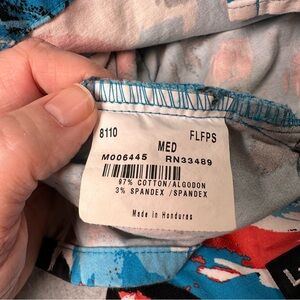 8110 FLFPS
MED
M006445 RN33489
97% COTTON/ALGODON
3% SPANDEX /SPANDEX
Made in Honduras